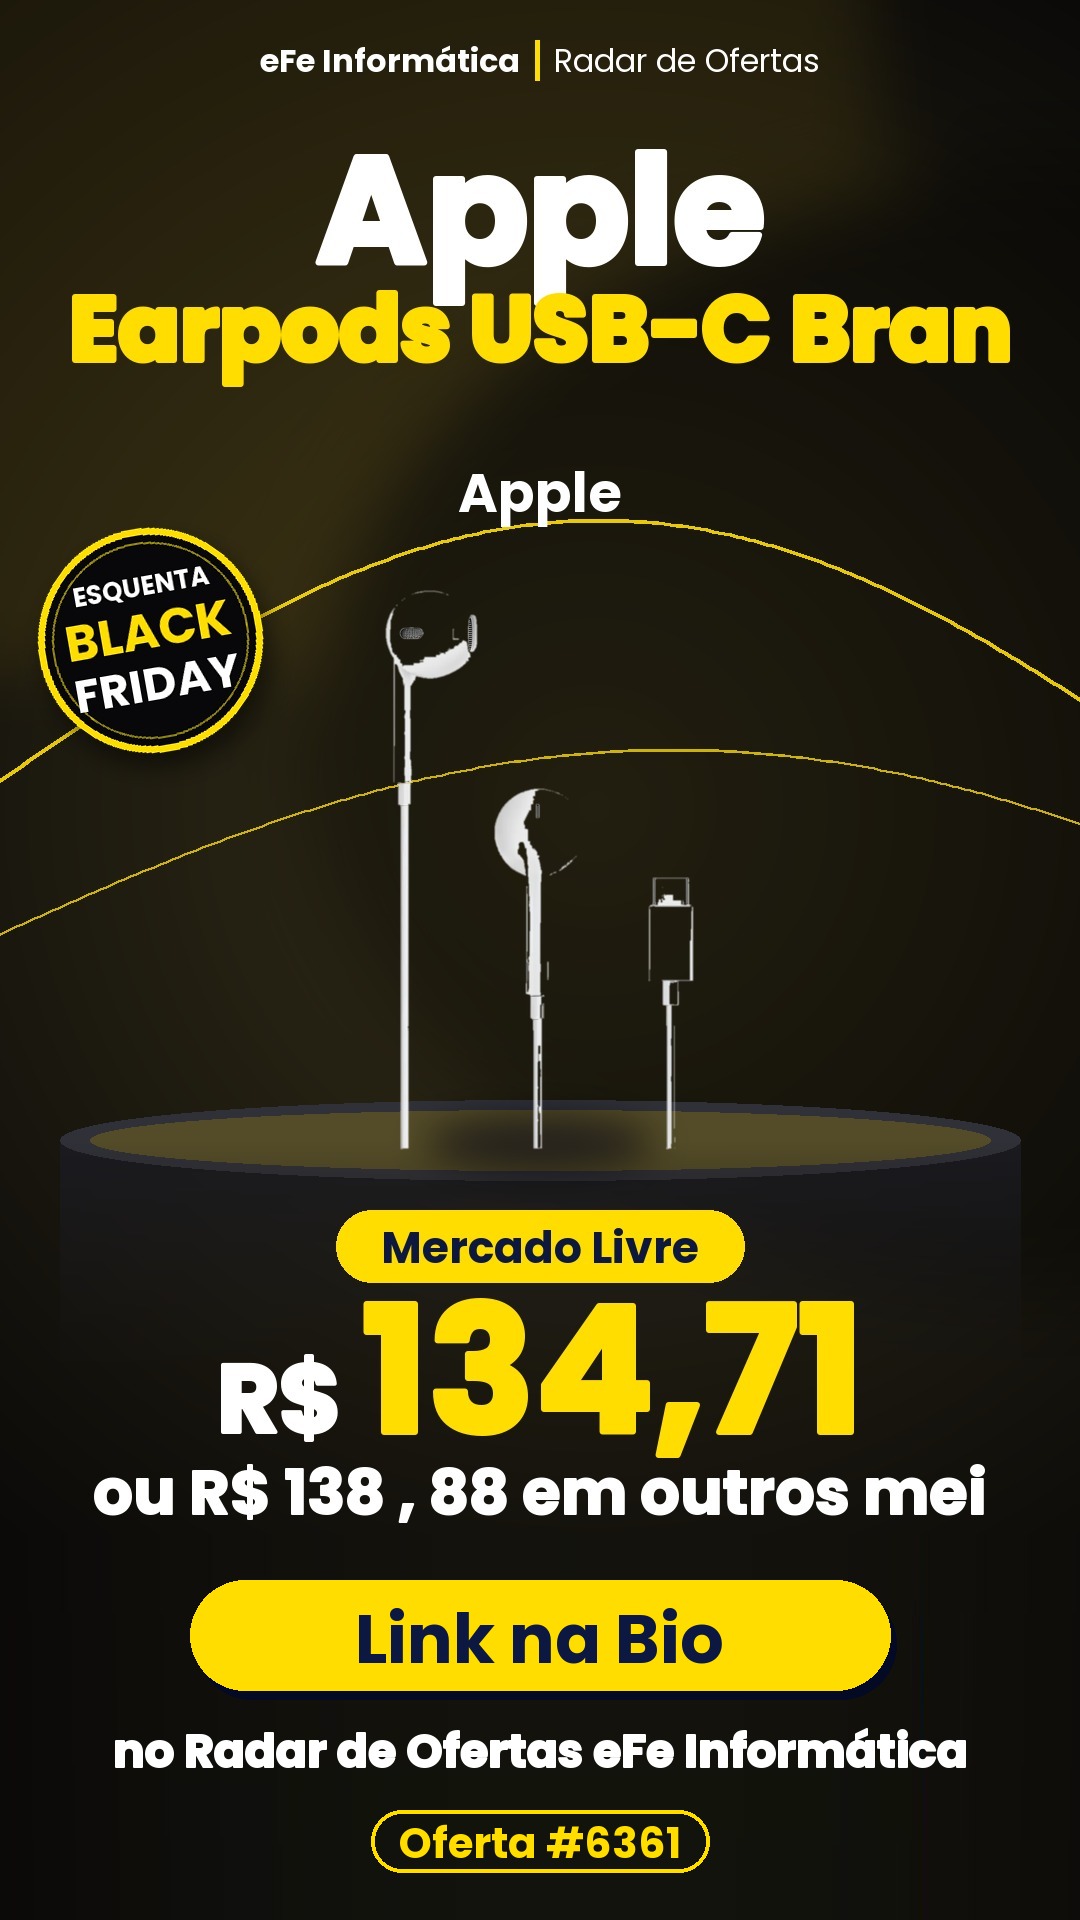 eFe Informática | Radar de Ofertas
Apple
Earpods USB-C Bran
Apple
ESQUENTA
BLACK
FRIDAY
L
Mercado Livre
R$ 134,71
ou R$ 138 , 88 em outros mei
Link na Bio
no Radar de Ofertas eFe Informática
Oferta #6361